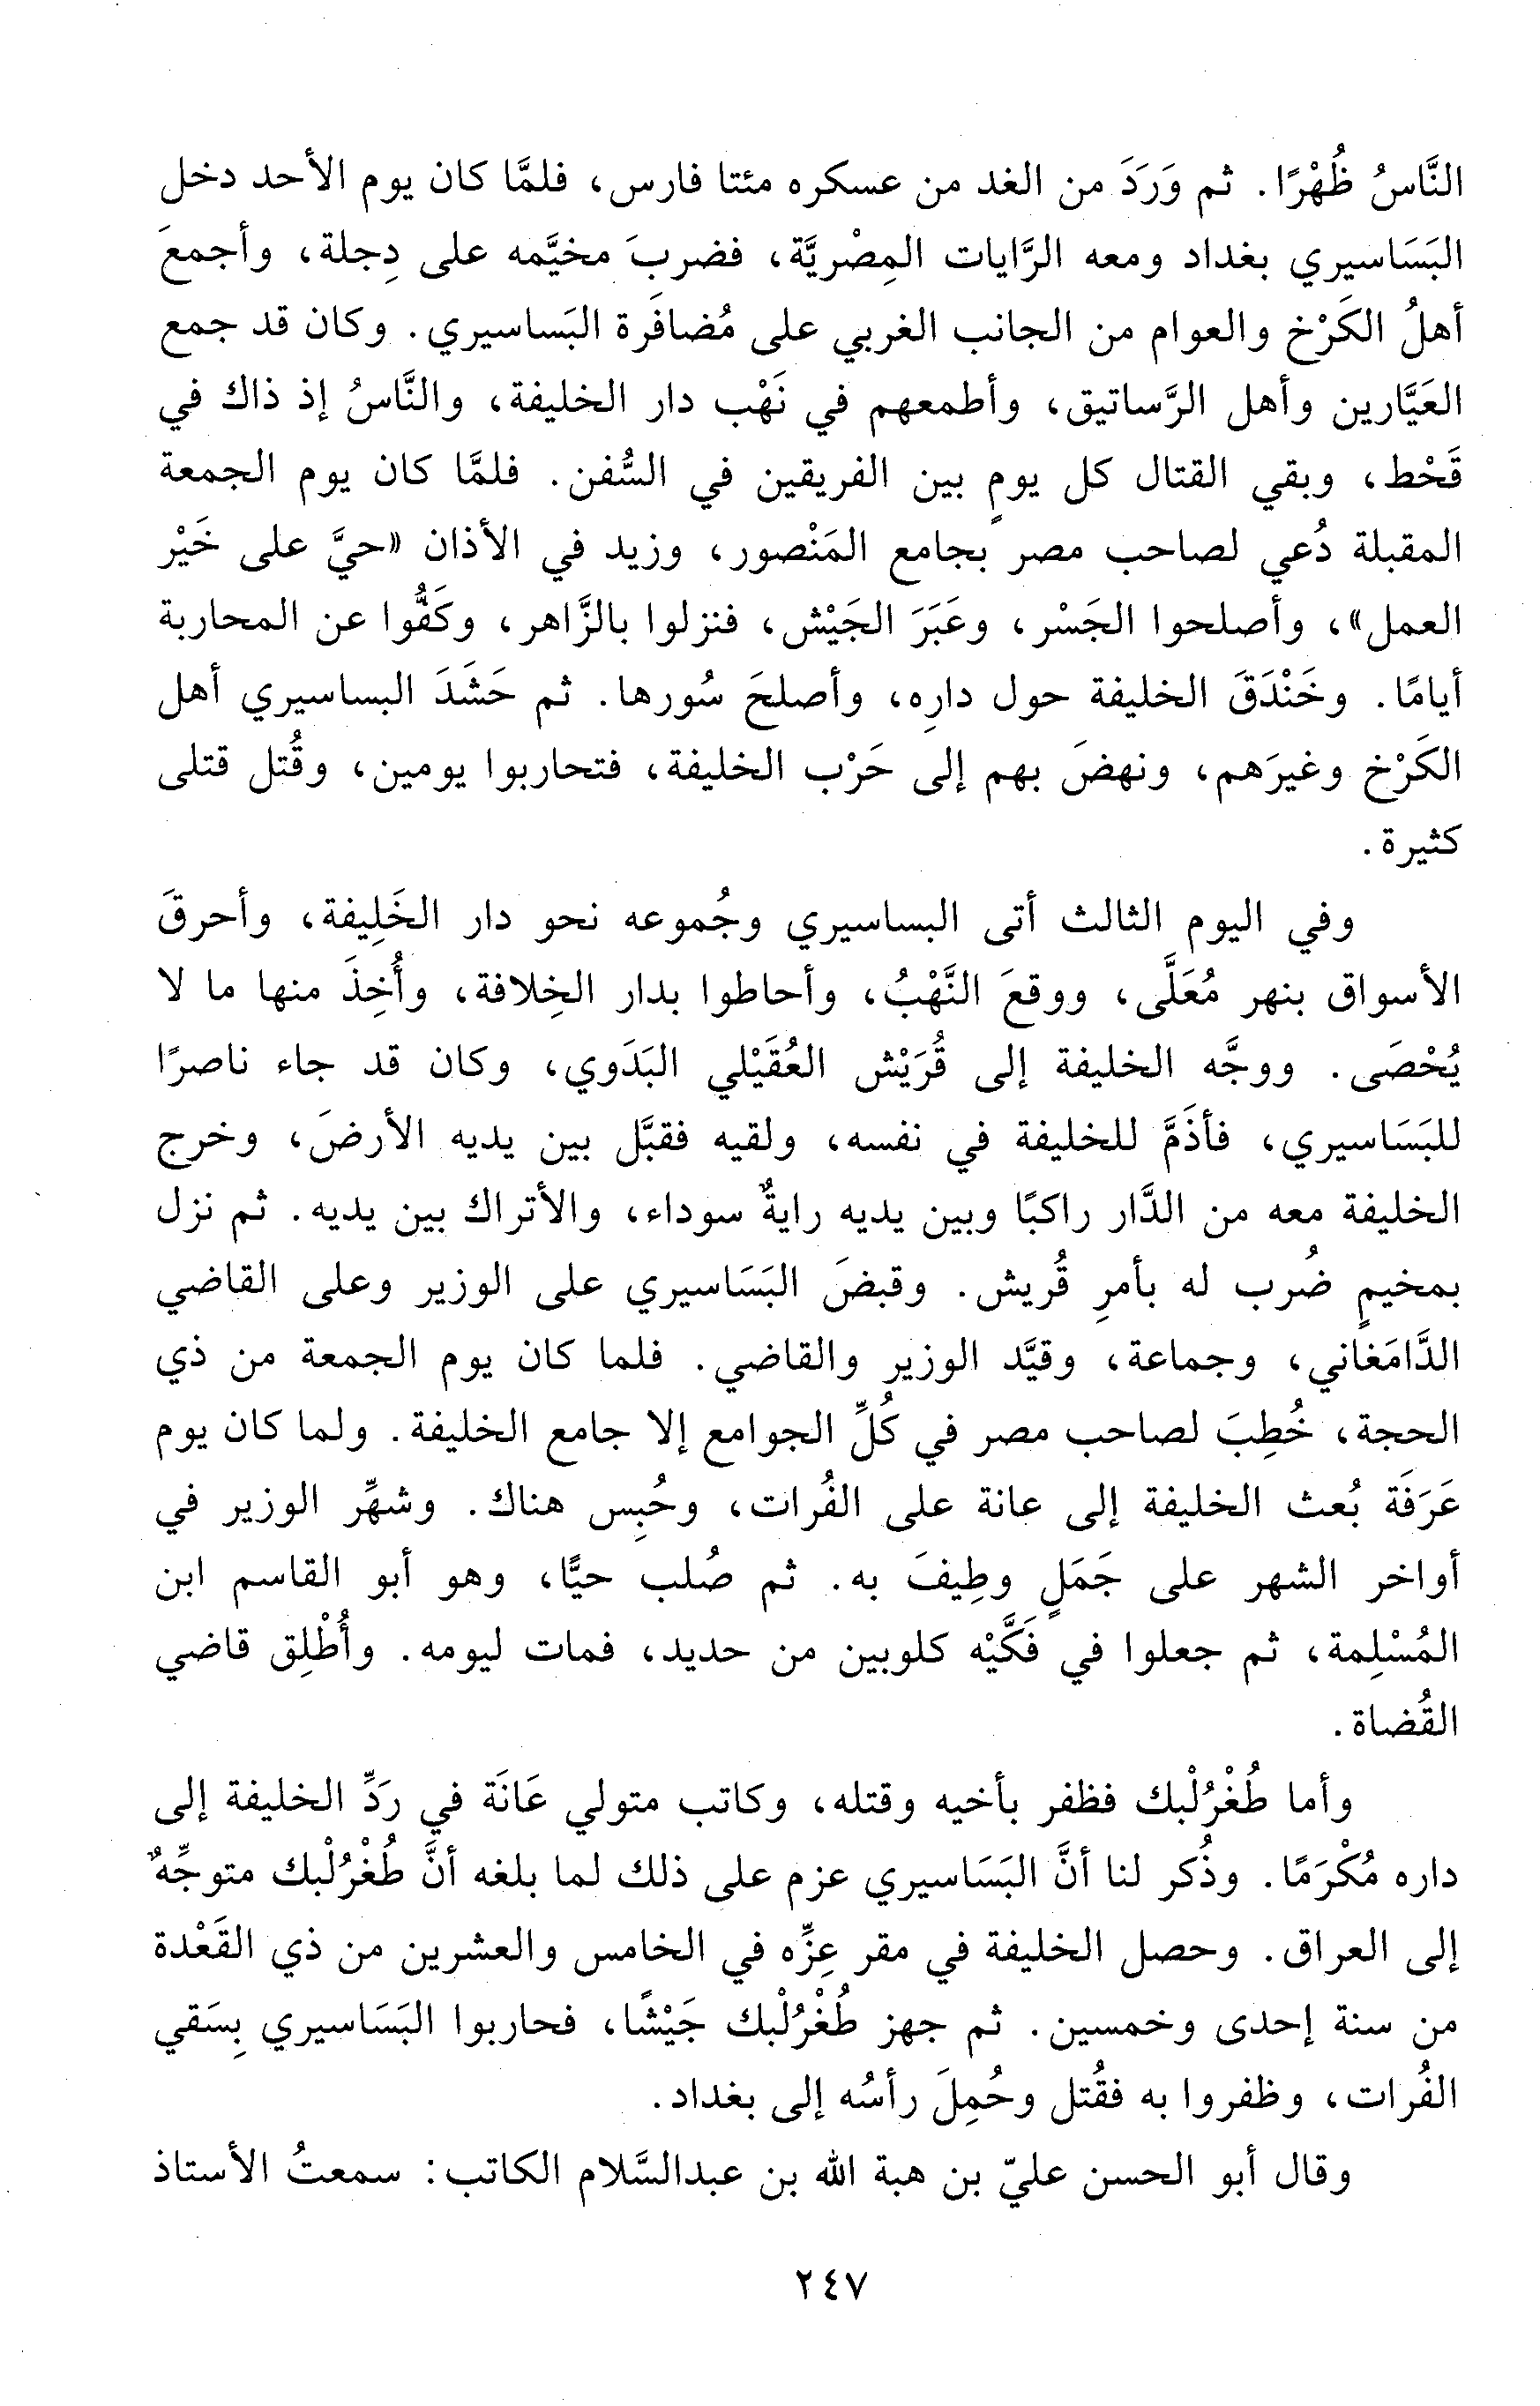 النَّاسُ ظُهْرًا. ثم وَرَدَ من الغد من عسكره مئتا فارس، فلمَّا كان يوم الأحد دخل
البَسَاسيري بغداد ومعه الرَّايات المِصْريَّة، فضربَ مخيَّمه على دِجلة، وأجمعَ
أهلُ الكَرْخ والعوام من الجانب الغربي على مُضافَرة البَساسيري. وكان قد جمع
العَيَّارين وأهل الرَّساتيق، وأطمعهم في نَهْب دار الخليفة، والنَّاسُ إذ ذاك في
قَحْط، وبقي القتال كل يومٍ بين الفريقين في السُّفن. فلمَّا كان يوم الجمعة
المقبلة دُعي لصاحب مصر بجامع المَنْصور، وزيد في الأذان «حيَّ على خَيْر
العمل»، وأصلحوا الجَسْر، وعَبَرَ الجَيْش، فنزلوا بالزَّاهر، وكَفُّوا عن المحاربة
أيامًا. وخَنْدَقَ الخليفة حول دارِه، وأصلحَ سُورها. ثم حَشَدَ البساسيري أهل
الكَرْخ وغيرَهم، ونهضَ بهم إلى حَرْب الخليفة، فتحاربوا يومين، وقُتل قتلى
كثيرة.
وفي اليوم الثالث أتى البساسيري وجُموعه نحو دار الخَلِيفة، وأحرقَ
الأسواق بنهر مُعَلَّى، ووقعَ النَّهْبُ، وأحاطوا بدار الخِلافة، وأُخِذَ منها ما لا
يُحْصَى. ووجَّه الخليفة إلى قُرَيْش العُقَيْلي البَدَوي، وكان قد جاء ناصرًا
للبَسَاسيري، فأذَمَّ للخليفة في نفسه، ولقيه فقبَّل بين يديه الأرضَ، وخرج
الخليفة معه من الدَّار راكبًا وبين يديه رايةٌ سوداء، والأتراك بين يديه. ثم نزل
بمخيمٍ ضُرب له بأمرِ قُريش. وقبضَ البَسَاسيري على الوزير وعلى القاضي
الدَّامَغاني، وجماعة، وقيَّد الوزير والقاضي. فلما كان يوم الجمعة من ذي
الحجة، خُطِبَ لصاحب مصر في كُلِّ الجوامع إلا جامع الخليفة. ولما كان يوم
عَرَفَة بُعث الخليفة إلى عانة على الفُرات، وحُبِس هناك. وشهِّر الوزير في
أواخر الشهر على جَمَلٍ وطِيفَ به. ثم صُلب حيًّا، وهو أبو القاسم ابن
المُسْلِمة، ثم جعلوا في فَكَّيْه كلوبين من حديد، فمات ليومه. وأُطْلِق قاضي
القُضاة.
وأما طُغْرُلْبك فظفر بأخيه وقتله، وكاتب متولي عَانَة في رَدِّ الخليفة إلى
داره مُكْرَمًا. وذُكر لنا أنَّ البَسَاسيري عزم على ذلك لما بلغه أنَّ طُغْرُلْبك متوجِّهٌ
إلى العراق. وحصل الخليفة في مقر عِزِّه في الخامس والعشرين من ذي القَعْدة
من سنة إحدى وخمسين. ثم جهز طُغْرُلْبك جَيْشًا، فحاربوا البَسَاسيري بِسَقي
الفُرات، وظفروا به فقُتل وحُمِلَ رأسُه إلى بغداد.
وقال أبو الحسن عليّ بن هبة الله بن عبدالسَّلام الكاتب: سمعتُ الأستاذ
٢٤٧